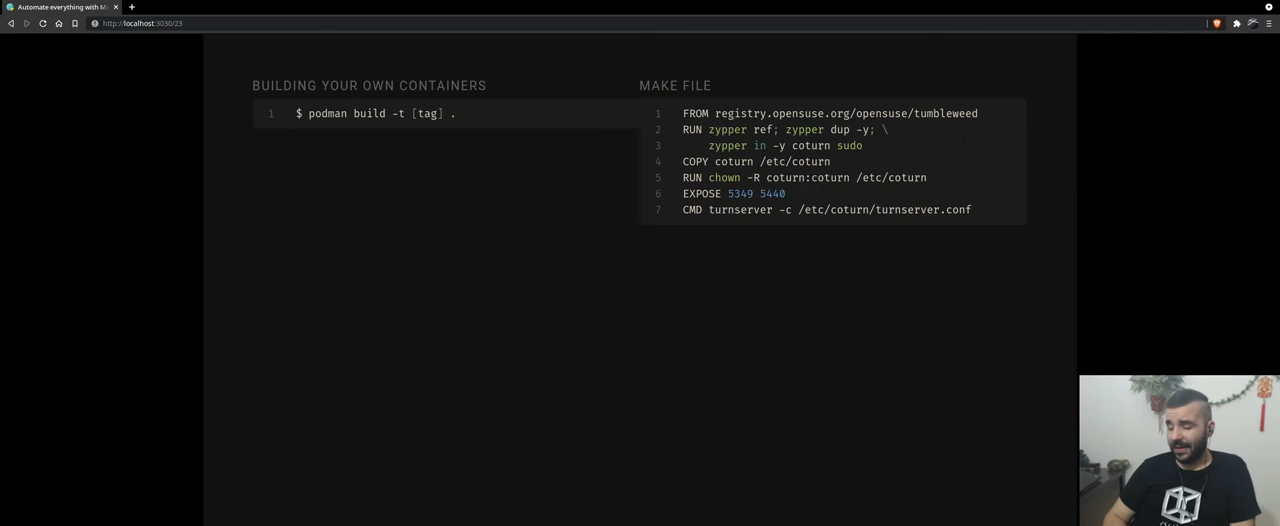 Automate everything with Mi
http://localhost:3030/23
BUILDING YOUR OWN CONTAINERS
1 $ podman build -t [tag] .
MAKE FILE
1 FROM registry.opensuse.org/opensuse/tumbleweed
2 RUN zypper ref; zypper dup -y; \
3 zypper in -y coturn sudo
4 COPY coturn /etc/coturn
5 RUN chown -R coturn:coturn /etc/coturn
6 EXPOSE 5349 5440
7 CMD turnserver -c /etc/coturn/turnserver.conf